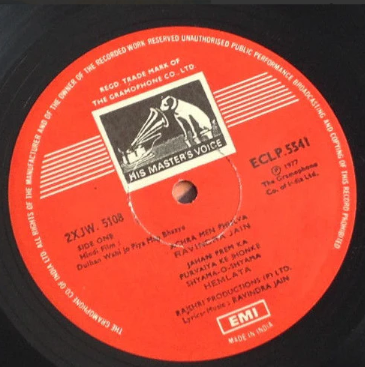 THE GRAMOPHONE CO. OF INDIA LTD. ALL RIGHTS OF THE MANUFACTURER AND OF THE OWNER OF THE RECORDED WORK RESERVED UNAUTHORISED PUBLIC PERFORMANCE BROADCASTING AND COPYING OF THIS RECORD PROHIBITED
REGD. TRADE MARK OF
THE GRAMOPHONE CO., LTD.
HIS MASTER'S VOICE
ECLP.5541
℗ 1977
The Gramophone
Co. of India Ltd.
2XJW. 5108
SIDE ONE
Hindi Film :
Dulhan Wahi Jo Piya Man Bhaaye
MEN
RAVINDRA JAIN
JAHAN PREM KA
PURVAIYA KE JHONKE
SHYAMA-O-SHYAMA
HEMLATA
RAJSHRI PRODUCTIONS (P) LTD.
Lyrics-Music : RAVINDRA JAIN
EMI
MADE IN INDIA